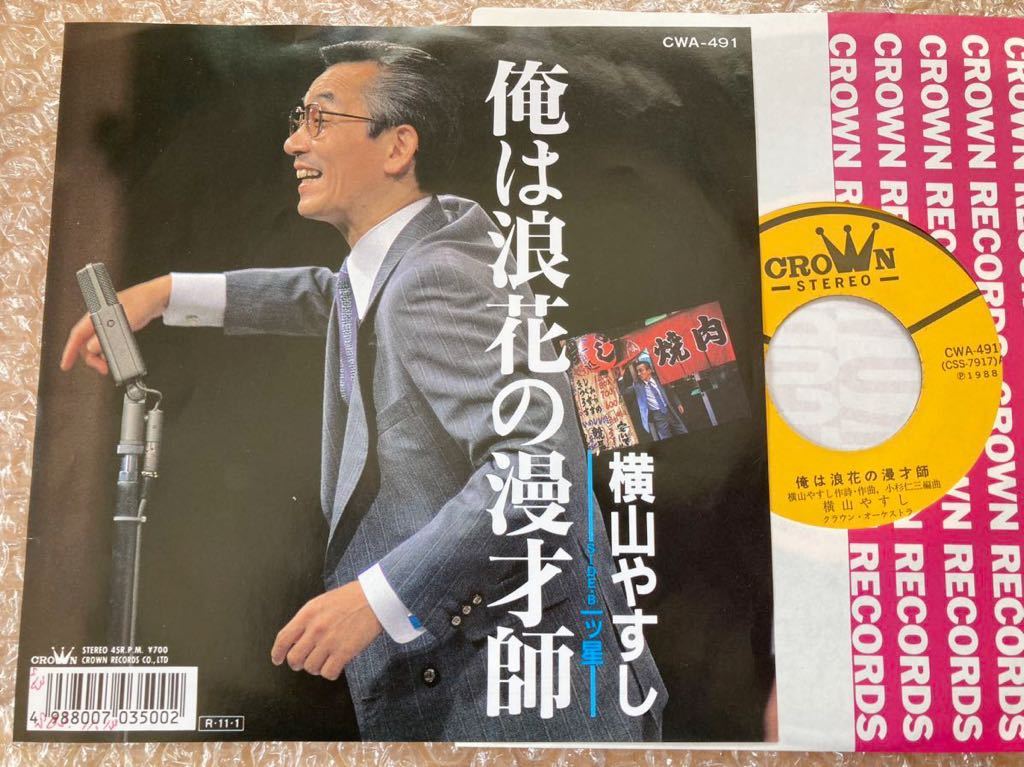 CWA-491
俺は浪花の漫才師
焼肉
横山やすし
SIDE-B 一ツ星
CROWN
STEREO 45R.P.M. ¥700
CROWN RECORDS CO., LTD
4 988007 035002
R-11・1
CROWN
STEREO
CWA-491
(CSS-7917)A
℗1988
俺は浪花の漫才師
横山やすし作詩・作曲, 小杉仁三編曲
横山やすし
クラウン・オーケストラ
CROWN RECORDS
CROWN RECORDS
CROWN RECORDS
CROWN RECORDS
CROWN RECORDS